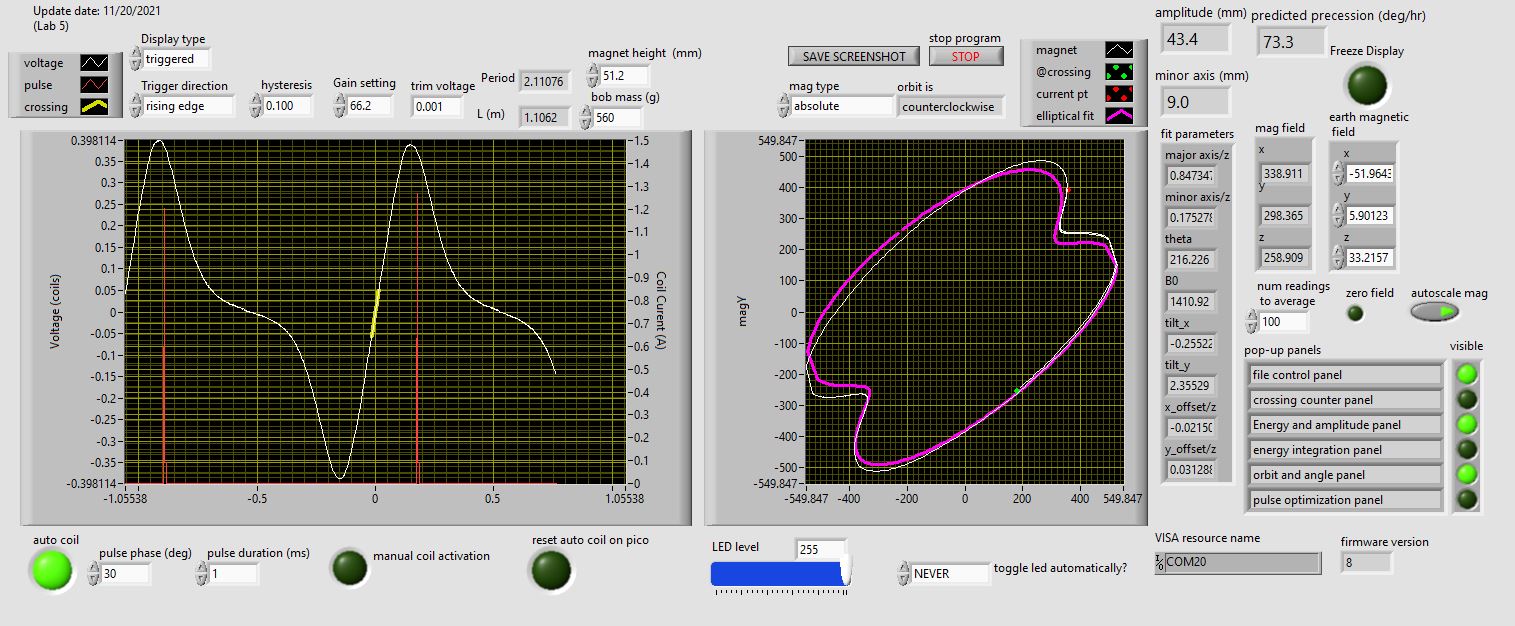 Update date: 11/20/2021
(Lab 5)
voltage
pulse
crossing
Display type
triggered
Trigger direction
rising edge
hysteresis
0.100
Gain setting
66.2
trim voltage
0.001
Period
2.11076
L (m)
1.1062
magnet height (mm)
51.2
bob mass (g)
560
SAVE SCREENSHOT
stop program
STOP
mag type
absolute
orbit is
counterclockwise
magnet
@crossing
current pt
elliptical fit
amplitude (mm)
43.4
predicted precession (deg/hr)
73.3
minor axis (mm)
9.0
Freeze Display
fit parameters
major axis/z
0.847347
minor axis/z
0.175278
theta
216.226
B0
1410.92
tilt_x
-0.25522
tilt_y
2.35529
x_offset/z
-0.02150
y_offset/z
0.031288
mag field
x
338.911
y
298.365
z
258.909
earth magnetic
field
x
-51.9643
y
5.90123
z
33.2157
num readings
to average
100
zero field
autoscale mag
pop-up panels
visible
file control panel
crossing counter panel
Energy and amplitude panel
energy integration panel
orbit and angle panel
pulse optimization panel
VISA resource name
COM20
firmware version
8
Voltage (coils)
0.398114
0.35
0.3
0.25
0.2
0.15
0.1
0.05
0
-0.05
-0.1
-0.15
-0.2
-0.25
-0.3
-0.35
-0.398114
-1.05538
-0.5
0
0.5
1.05538
1.5
1.4
1.3
1.2
1.1
1
0.9
0.8
0.7
0.6
0.5
0.4
0.3
0.2
0.1
0
Coil Curent (A)
magY
549.847
500
400
300
200
100
0
-100
-200
-300
-400
-500
-549.847
-549.847
-400
-200
0
200
400
549.847
auto coil
pulse phase (deg)
30
pulse duration (ms)
1
manual coil activation
reset auto coil on pico
LED level
255
NEVER
toggle led automatically?